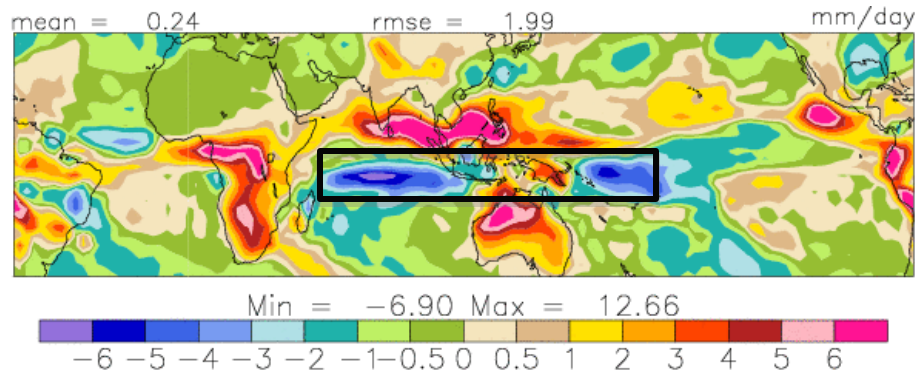 mean = 0.24 rmse = 1.99 mm/day
Min = -6.90 Max = 12.66
-6 -5 -4 -3 -2 -1 -0.5 0 0.5 1 2 3 4 5 6